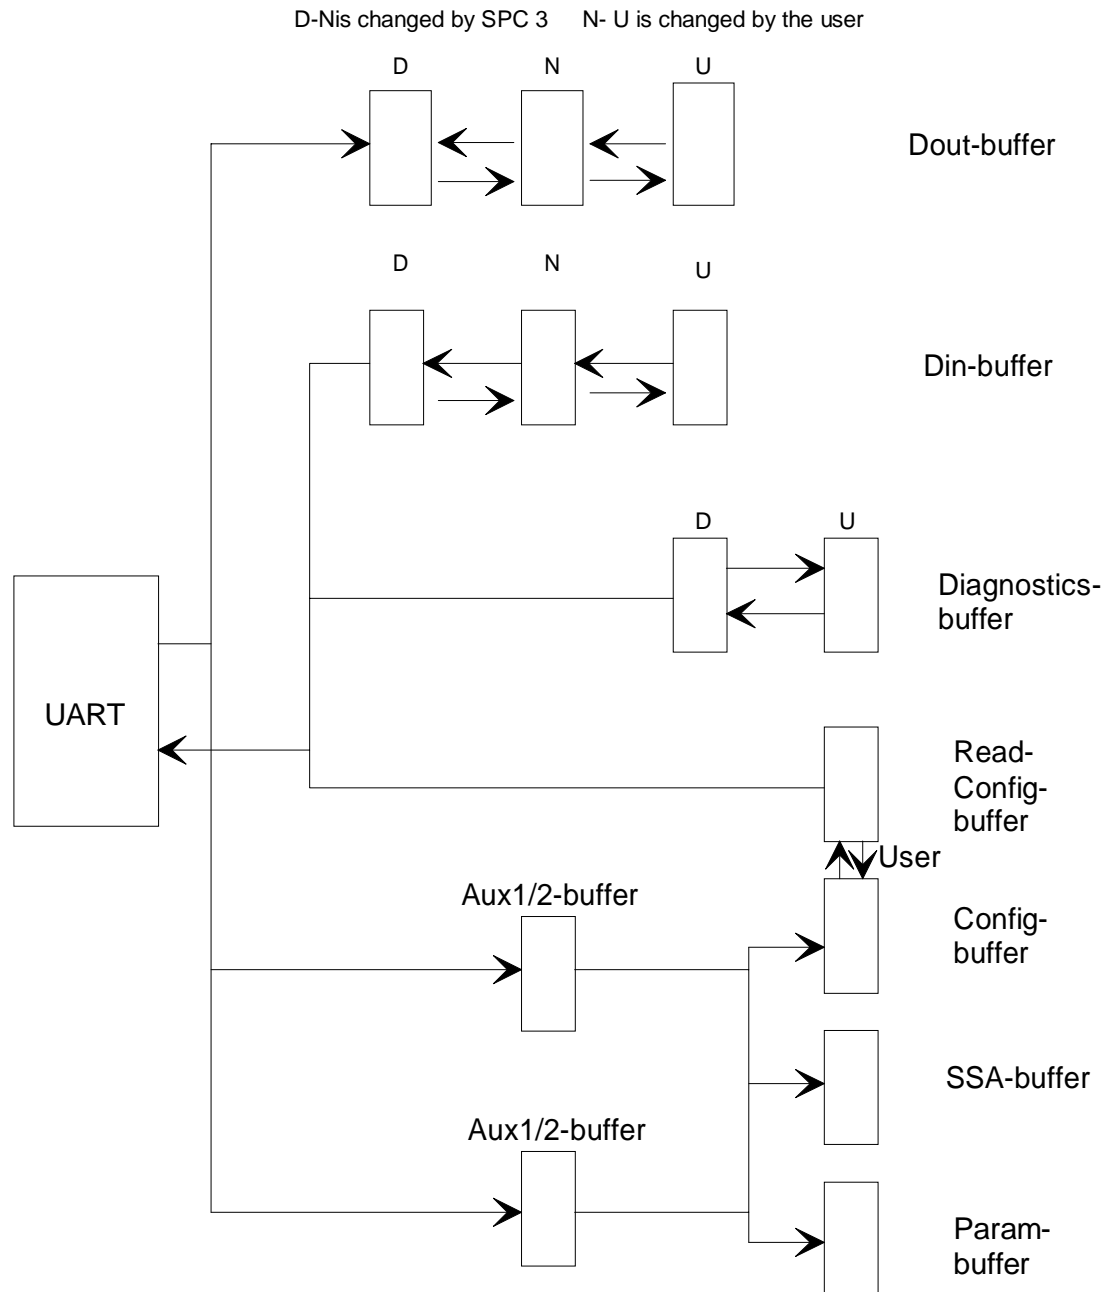 D-Nis changed by SPC 3 N- U is changed by the user
D N U
Dout-buffer
D N U
Din-buffer
D U
Diagnostics-
buffer
UART
Read-
Config-
buffer
User
Aux1/2-buffer
Config-
buffer
SSA-buffer
Aux1/2-buffer
Param-
buffer